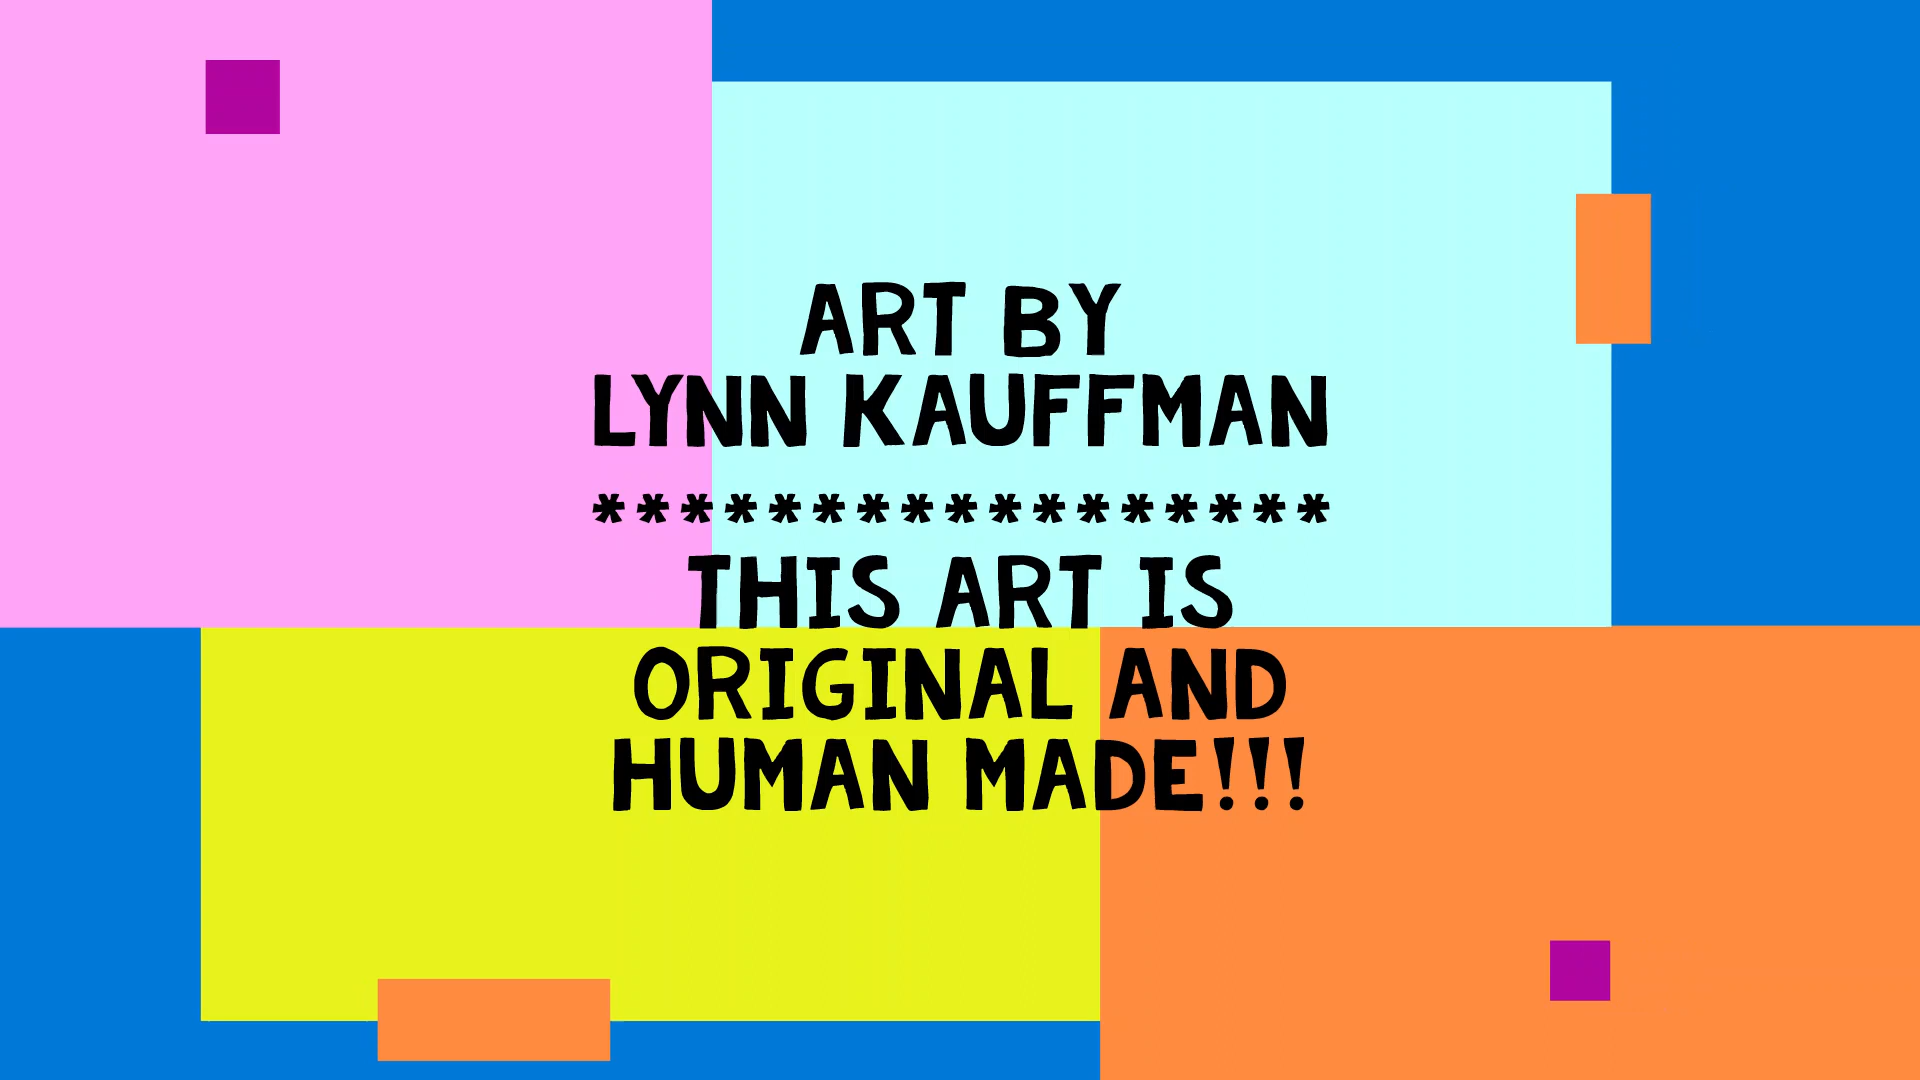 ART BY
LYNN KAUFFMAN
*****************
THIS ART IS
ORIGINAL AND
HUMAN MADE!!!